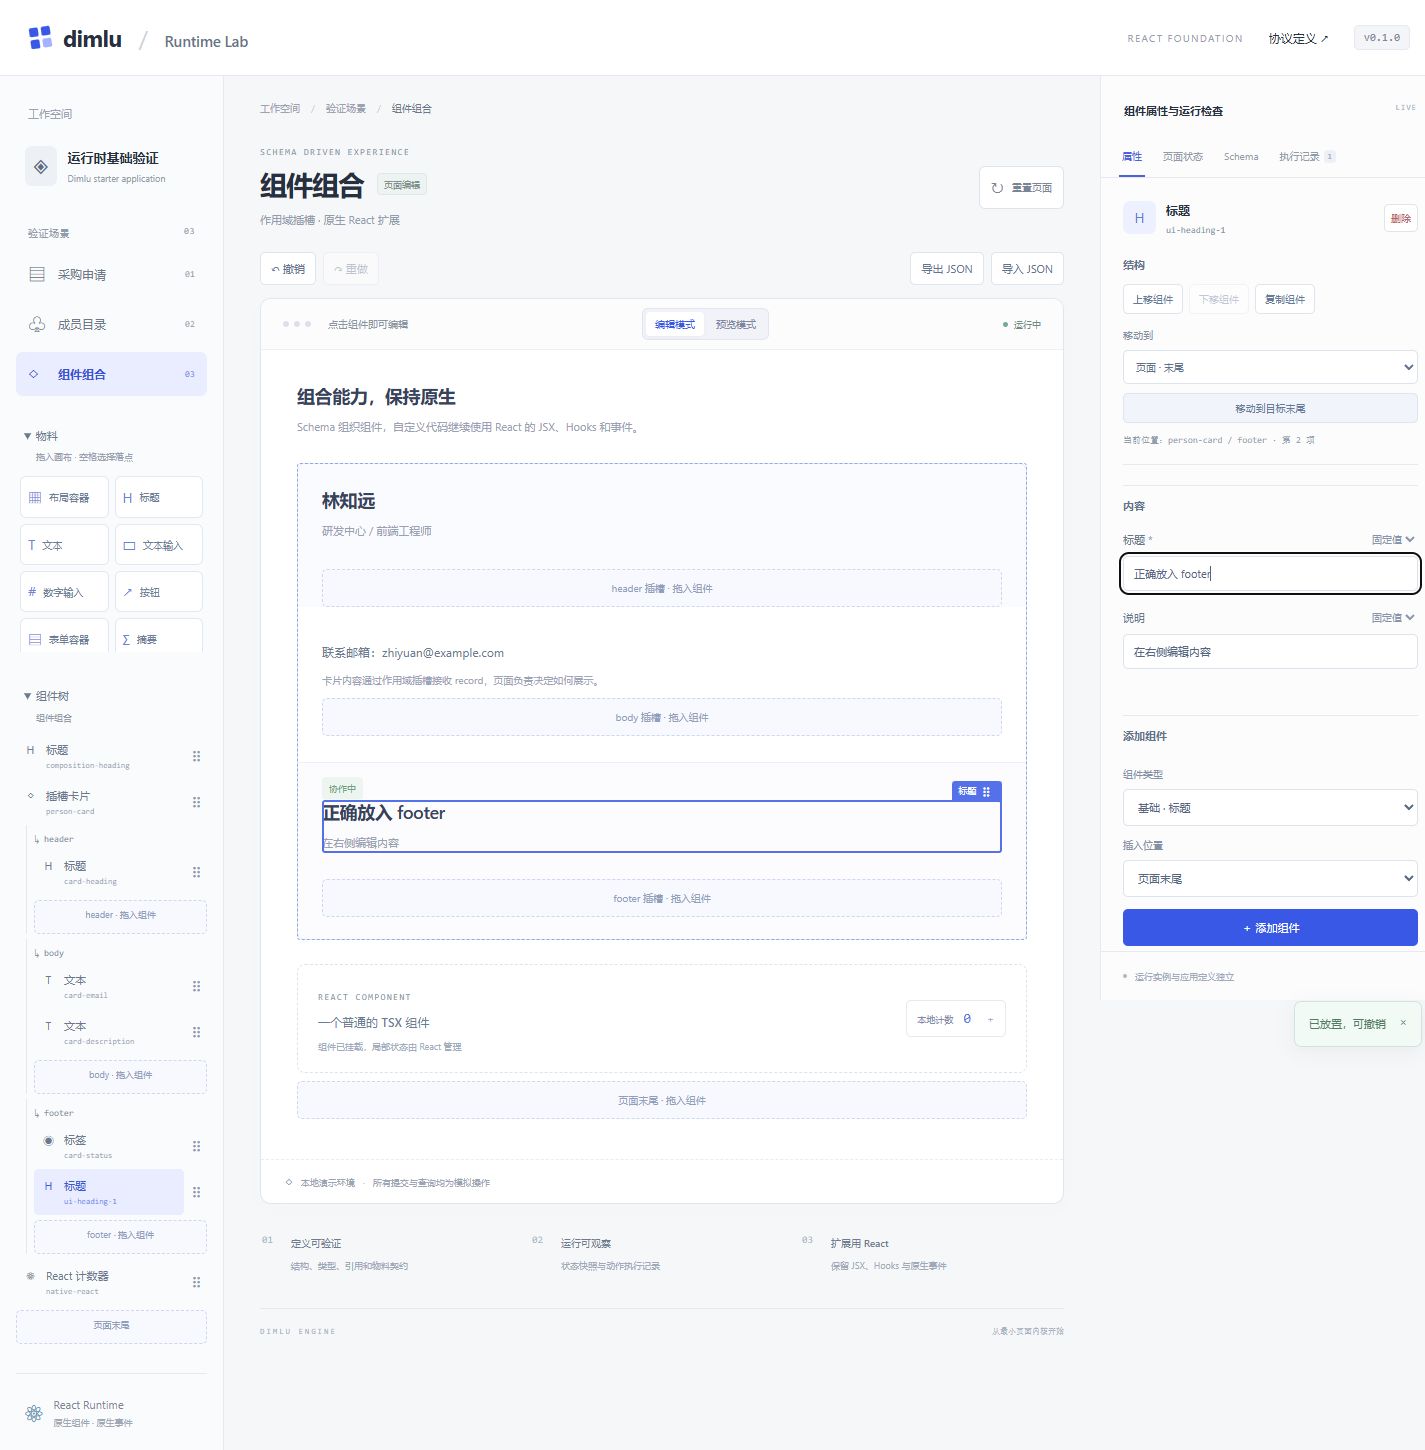 dimlu / Runtime Lab
REACT FOUNDATION
协议定义 ↗
v0.1.0
工作空间
运行时基础验证
Dimlu starter application
验证场景 03
采购申请 01
成员目录 02
组件组合 03
▼ 物料
拖入画布 · 空格选择落点
布局容器
H 标题
T 文本
文本输入
# 数字输入
↗ 按钮
表单容器
Σ 摘要
▼ 组件树
组件组合
H 标题
composition-heading
插槽卡片
person-card
↳ header
H 标题
card-heading
header · 拖入组件
↳ body
T 文本
card-email
T 文本
card-description
body · 拖入组件
↳ footer
标签
card-status
H 标题
ui-heading-1
footer · 拖入组件
React 计数器
native-react
页面末尾
React Runtime
原生组件 · 原生事件
工作空间 / 验证场景 / 组件组合
SCHEMA DRIVEN EXPERIENCE
组件组合
页面编辑
作用域插槽 · 原生 React 扩展
↻ 重置页面
↶ 撤销
↷ 重做
导出 JSON
导入 JSON
点击组件即可编辑
编辑模式
预览模式
运行中
组合能力，保持原生
Schema 组织组件，自定义代码继续使用 React 的 JSX、Hooks 和事件。
林知远
研发中心 / 前端工程师
header 插槽 · 拖入组件
联系邮箱：zhiyuan@example.com
卡片内容通过作用域插槽接收 record，页面负责决定如何展示。
body 插槽 · 拖入组件
协作中
标题
正确放入 footer
在右侧编辑内容
footer 插槽 · 拖入组件
REACT COMPONENT
一个普通的 TSX 组件
组件已挂载，局部状态由 React 管理
本地计数 0 +
页面末尾 · 拖入组件
◇ 本地演示环境 · 所有提交与查询均为模拟操作
01 定义可验证
结构、类型、引用和物料契约
02 运行可观察
状态快照与动作执行记录
03 扩展用 React
保留 JSX、Hooks 与原生事件
DIMLU ENGINE
从最小页面内核开始
组件属性与运行检查
LIVE
属性
页面状态
Schema
执行记录 1
H 标题
ui-heading-1
删除
结构
上移组件
下移组件
复制组件
移动到
页面 · 末尾
移动到目标末尾
当前位置：person-card / footer · 第 2 项
内容
标题 * 固定值
正确放入 footer
说明 固定值
在右侧编辑内容
添加组件
组件类型
基础 · 标题
插入位置
页面末尾
+ 添加组件
运行实例与应用定义独立
已放置，可撤销 ×